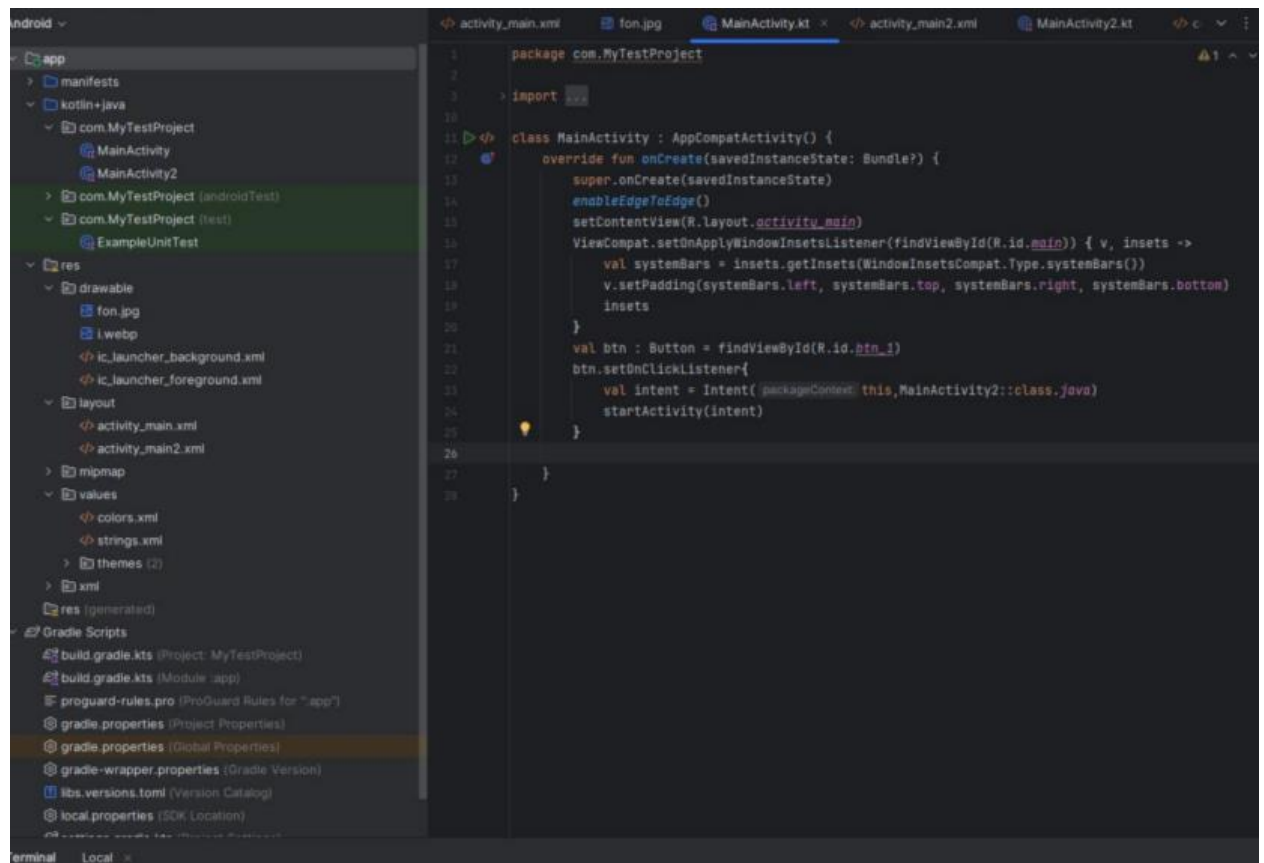 Android
app
manifests
kotlin+java
com.MyTestProject
MainActivity
MainActivity2
com.MyTestProject (androidTest)
com.MyTestProject (test)
ExampleUnitTest
res
drawable
fon.jpg
i.webp
ic_launcher_background.xml
ic_launcher_foreground.xml
layout
activity_main.xml
activity_main2.xml
mipmap
values
colors.xml
strings.xml
themes (2)
xml
res (generated)
Gradle Scripts
build.gradle.kts (Project: MyTestProject)
build.gradle.kts (Module :app)
proguard-rules.pro (ProGuard Rules for ":app")
gradle.properties (Project Properties)
gradle.properties (Global Properties)
gradle-wrapper.properties (Gradle Version)
libs.versions.toml (Version Catalog)
local.properties (SDK Location)
Terminal Local
activity_main.xml fon.jpg MainActivity.kt activity_main2.xml MainActivity2.kt c
1 package com.MyTestProject 1
2
3 import ...
10
11 class MainActivity : AppCompatActivity() {
12 override fun onCreate(savedInstanceState: Bundle?) {
13 super.onCreate(savedInstanceState)
14 enableEdgeToEdge()
15 setContentView(R.layout.activity_main)
16 ViewCompat.setOnApplyWindowInsetsListener(findViewById(R.id.main)) { v, insets ->
17 val systemBars = insets.getInsets(WindowInsetsCompat.Type.systemBars())
18 v.setPadding(systemBars.left, systemBars.top, systemBars.right, systemBars.bottom)
19 insets
20 }
21 val btn : Button = findViewById(R.id.btn_1)
22 btn.setOnClickListener{
23 val intent = Intent( packageContext: this,MainActivity2::class.java)
24 startActivity(intent)
25 }
26
27 }
28 }